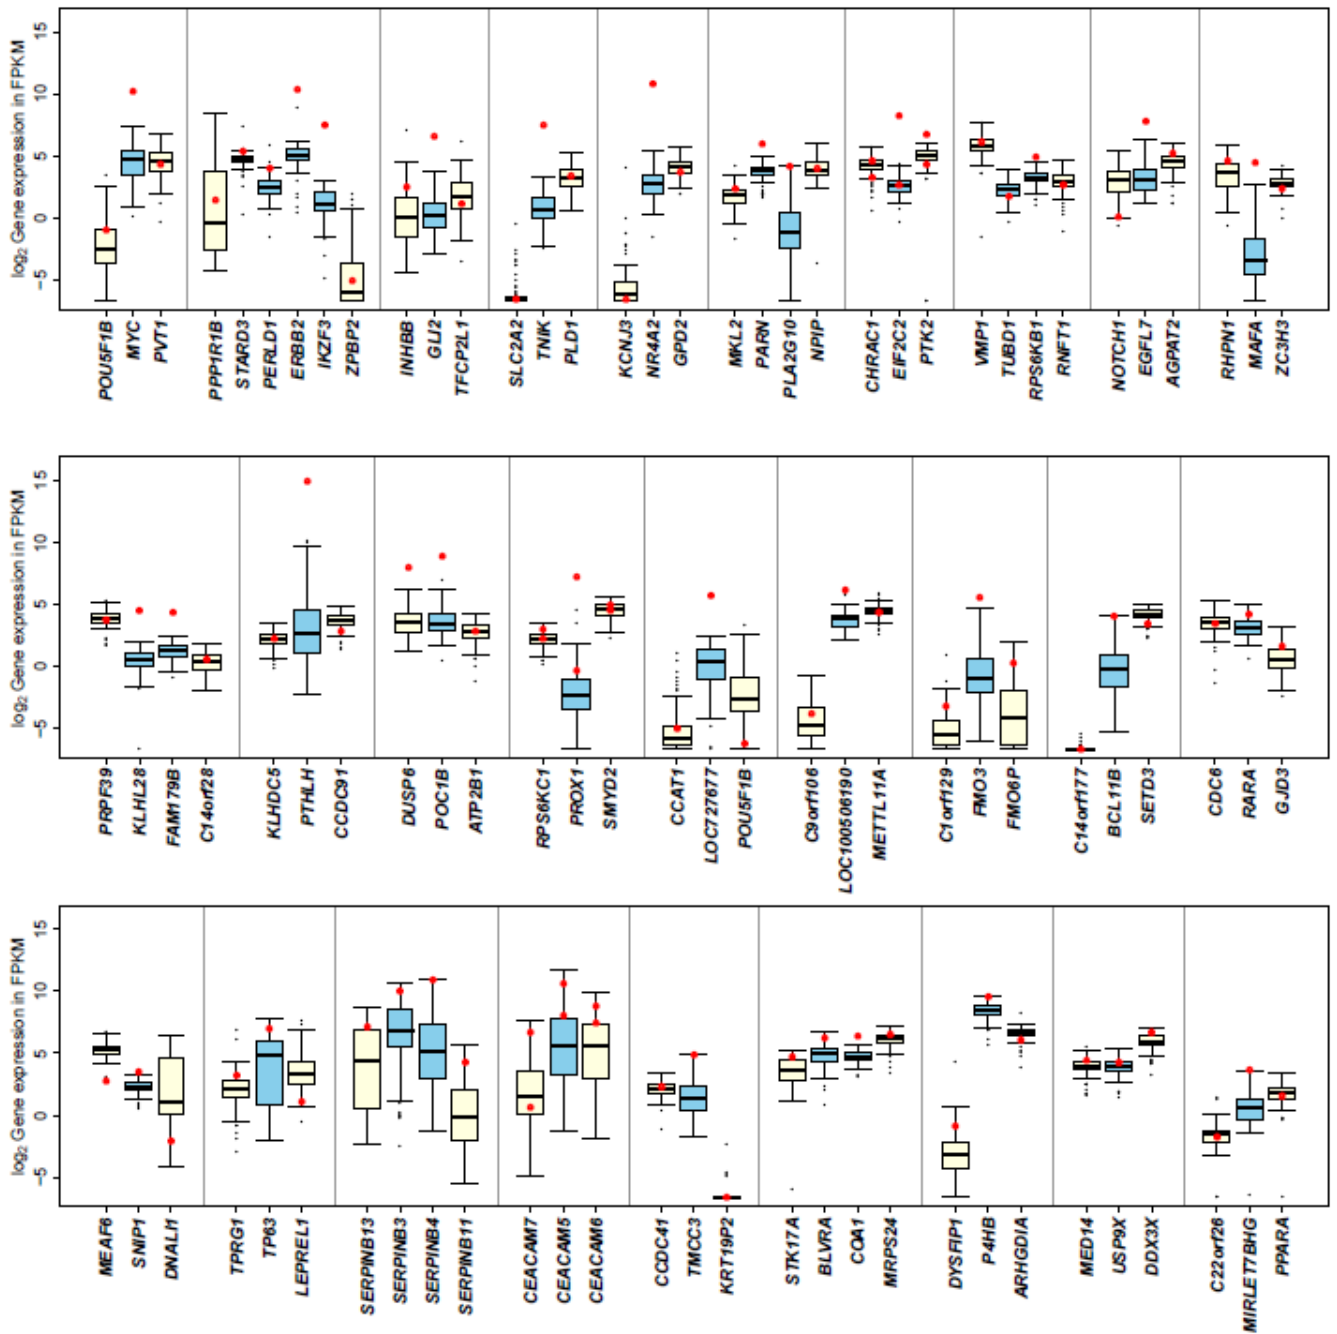 log2 Gene expression in FPKM
15
10
5
0
−5
POU5F1B
MYC
PVT1
PPP1R1B
STARD3
PERLD1
ERBB2
IKZF3
ZPBP2
INHBB
GLI2
TFCP2L1
SLC2A2
TNIK
PLD1
KCNJ3
NR4A2
GPD2
MKL2
PARN
PLA2G10
NPIP
CHRAC1
EIF2C2
PTK2
VMP1
TUBD1
RPS6KB1
RNFT1
NOTCH1
EGFL7
AGPAT2
RHPN1
MAFA
ZC3H3
log2 Gene expression in FPKM
15
10
5
0
−5
PRPF39
KLHL28
FAM179B
C14orf28
KLHDC5
PTHLH
CCDC91
DUSP6
POC1B
ATP2B1
RPS6KC1
PROX1
SMYD2
CCAT1
LOC727677
POU5F1B
C9orf106
LOC100506190
METTL11A
C1orf129
FMO3
FMO6P
C14orf177
BCL11B
SETD3
CDC6
RARA
GJD3
log2 Gene expression in FPKM
15
10
5
0
−5
MEAF6
SNIP1
DNALI1
TPRG1
TP63
LEPREL1
SERPINB13
SERPINB3
SERPINB4
SERPINB11
CEACAM7
CEACAM5
CEACAM6
CCDC41
TMCC3
KRT19P2
STK17A
BLVRA
COA1
MRPS24
DYSFIP1
P4HB
ARHGDIA
MED14
USP9X
DDX3X
C22orf26
MIRLET7BHG
PPARA